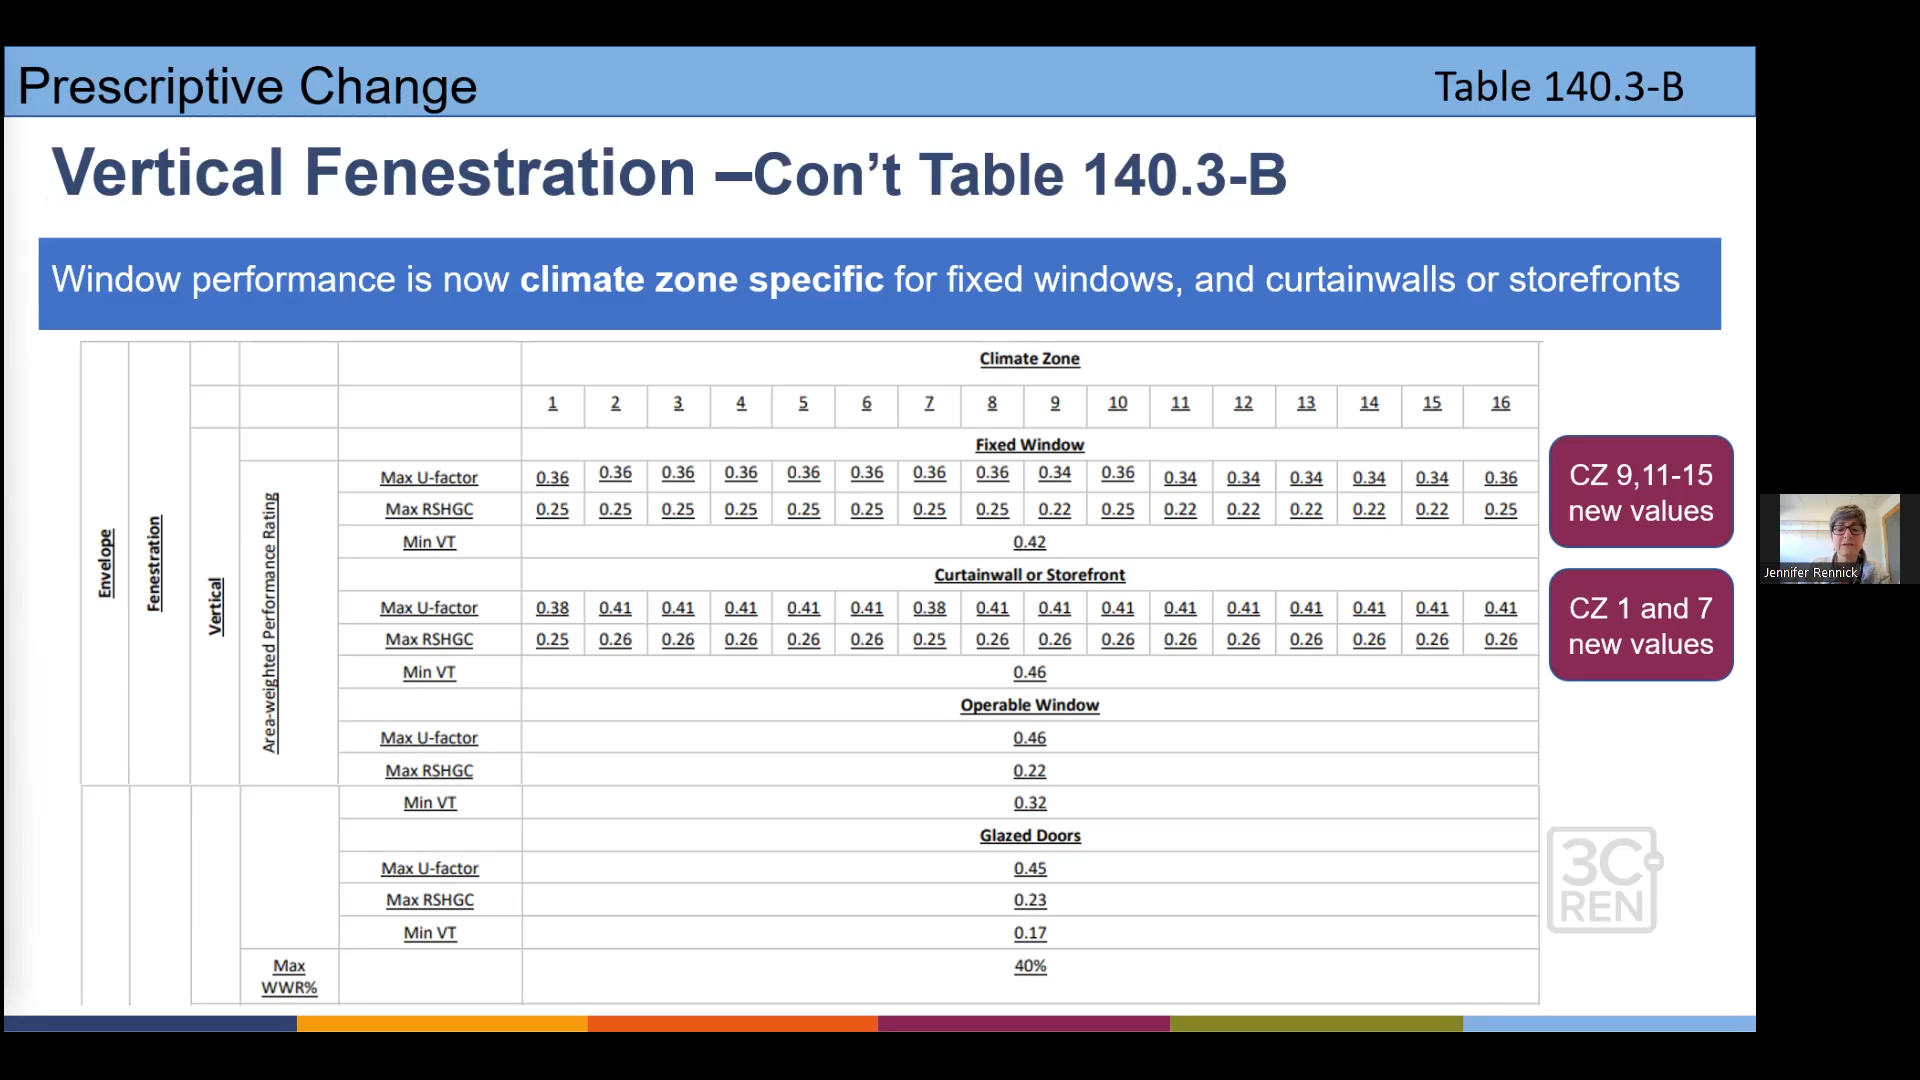 Prescriptive Change
Table 140.3-B
Vertical Fenestration –Con’t Table 140.3-B
Window performance is now climate zone specific for fixed windows, and curtainwalls or storefronts
Envelope
Fenestration
Vertical
Area-weighted Performance Rating
Climate Zone
1 2 3 4 5 6 7 8 9 10 11 12 13 14 15 16
Fixed Window
Max U-factor 0.36 0.36 0.36 0.36 0.36 0.36 0.36 0.36 0.34 0.36 0.34 0.34 0.34 0.34 0.34 0.36
Max RSHGC 0.25 0.25 0.25 0.25 0.25 0.25 0.25 0.25 0.22 0.25 0.22 0.22 0.22 0.22 0.22 0.25
Min VT 0.42
Curtainwall or Storefront
Max U-factor 0.38 0.41 0.41 0.41 0.41 0.41 0.38 0.41 0.41 0.41 0.41 0.41 0.41 0.41 0.41 0.41
Max RSHGC 0.25 0.26 0.26 0.26 0.26 0.26 0.25 0.26 0.26 0.26 0.26 0.26 0.26 0.26 0.26 0.26
Min VT 0.46
Operable Window
Max U-factor 0.46
Max RSHGC 0.22
Min VT 0.32
Glazed Doors
Max U-factor 0.45
Max RSHGC 0.23
Min VT 0.17
Max 40%
WWR%
CZ 9,11-15
new values
CZ 1 and 7
new values
3C-
REN
Jennifer Rennick